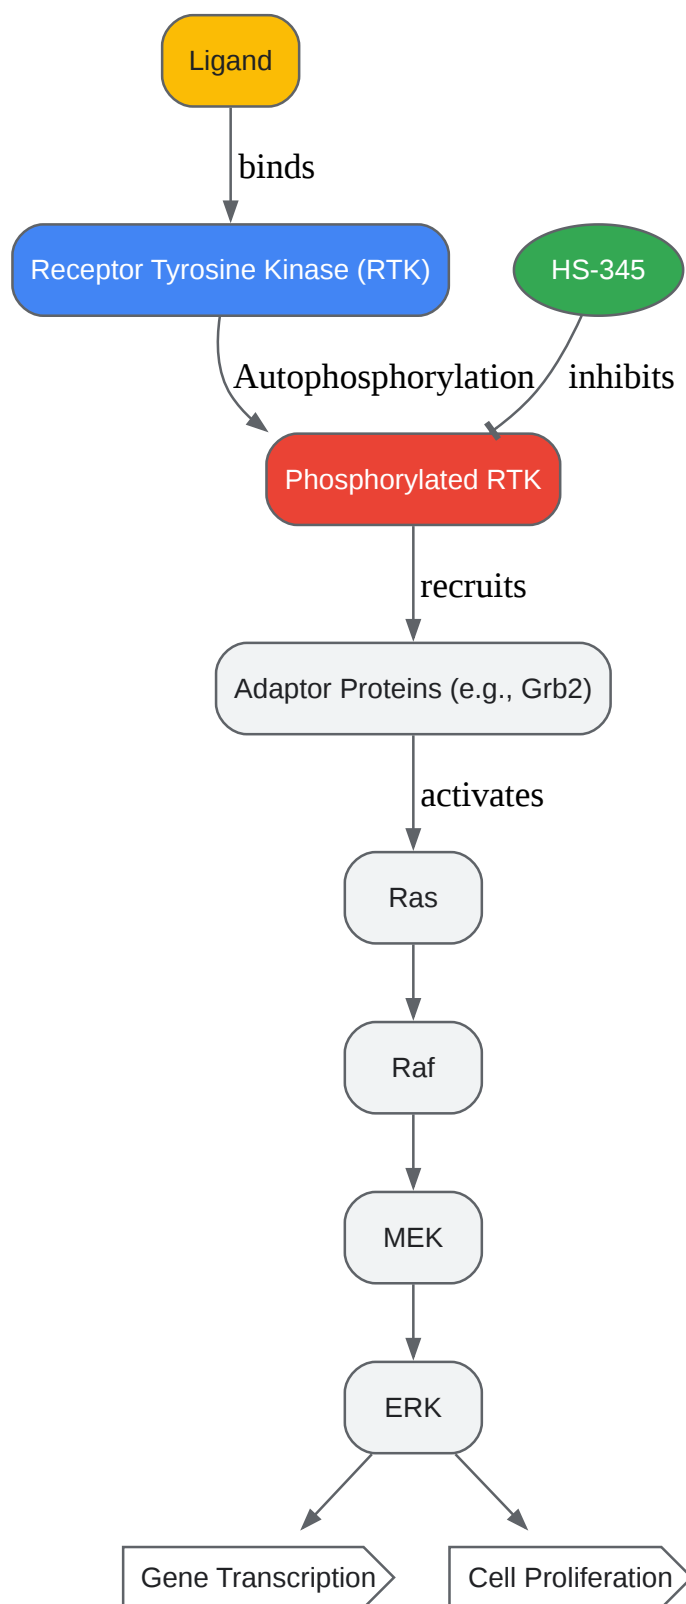 Ligand
binds
Receptor Tyrosine Kinase (RTK)
HS-345
Autophosphorylation
inhibits
Phosphorylated RTK
recruits
Adaptor Proteins (e.g., Grb2)
activates
Ras
Raf
MEK
ERK
Gene Transcription
Cell Proliferation